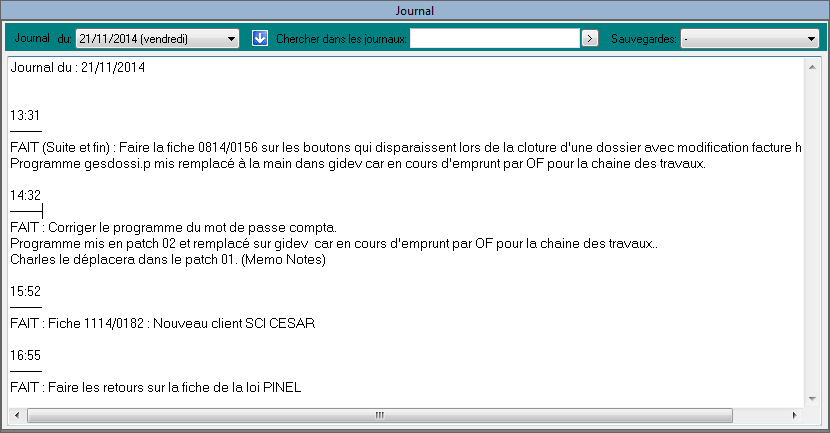 Journal
Journal du: 21/11/2014 (vendredi) Chercher dans les journaux: > Sauvegardes: -
Journal du : 21/11/2014
13:31
FAIT (Suite et fin) : Faire la fiche 0814/0156 sur les boutons qui disparaissent lors de la cloture d'une dossier avec modification facture h
Programme gesdossi.p mis remplacé à la main dans gidev car en cours d'emprunt par OF pour la chaine des travaux.
14:32
FAIT : Corriger le programme du mot de passe compta.
Programme mis en patch 02 et remplacé sur gidev  car en cours d'emprunt par OF pour la chaine des travaux..
Charles le déplacera dans le patch 01. (Memo Notes)
15:52
FAIT : Fiche 1114/0182 : Nouveau client SCI CESAR
16:55
FAIT : Faire les retours sur la fiche de la loi PINEL